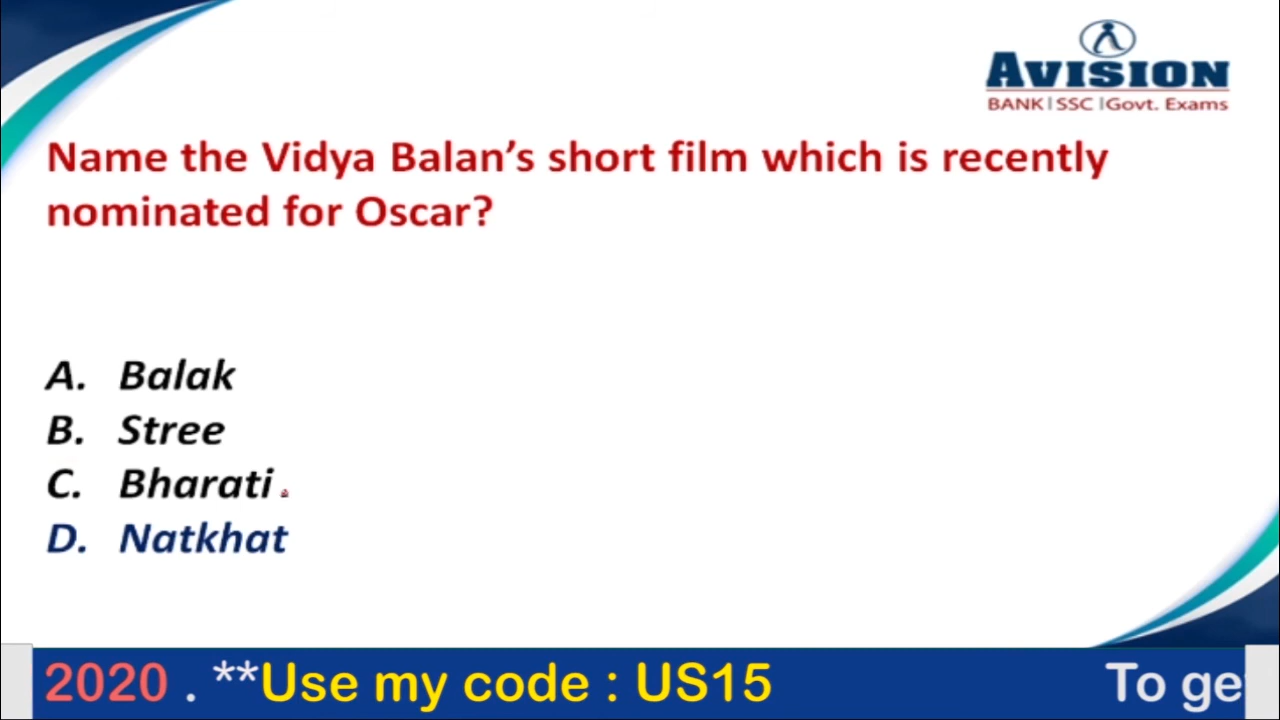 AVISION
BANK | SSC | Govt. Exams
Name the Vidya Balan’s short film which is recently
nominated for Oscar?
A. Balak
B. Stree
C. Bharati
D. Natkhat
2020 . **Use my code : US15 To ge